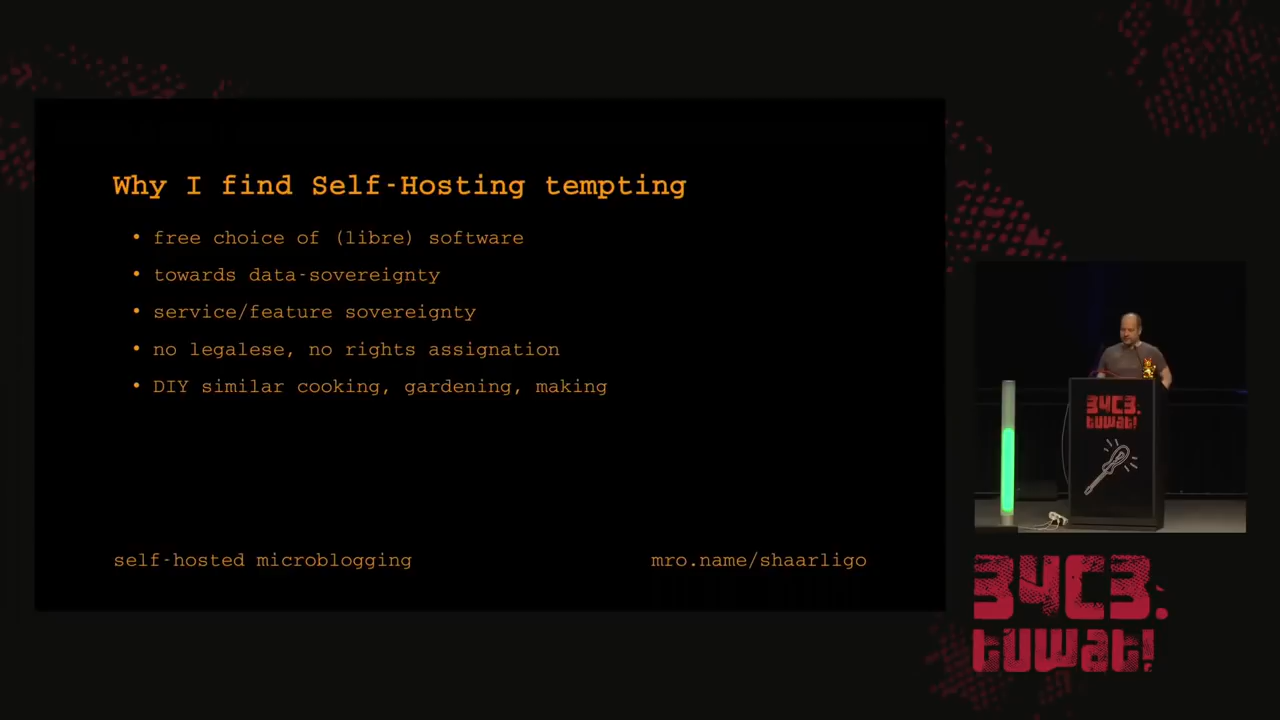 Why I find Self-Hosting tempting
• free choice of (libre) software
• towards data-sovereignty
• service/feature sovereignty
• no legalese, no rights assignation
• DIY similar cooking, gardening, making
self-hosted microblogging
mro.name/shaarligo
34C3.
tuwat!
34C3.
tuwat!